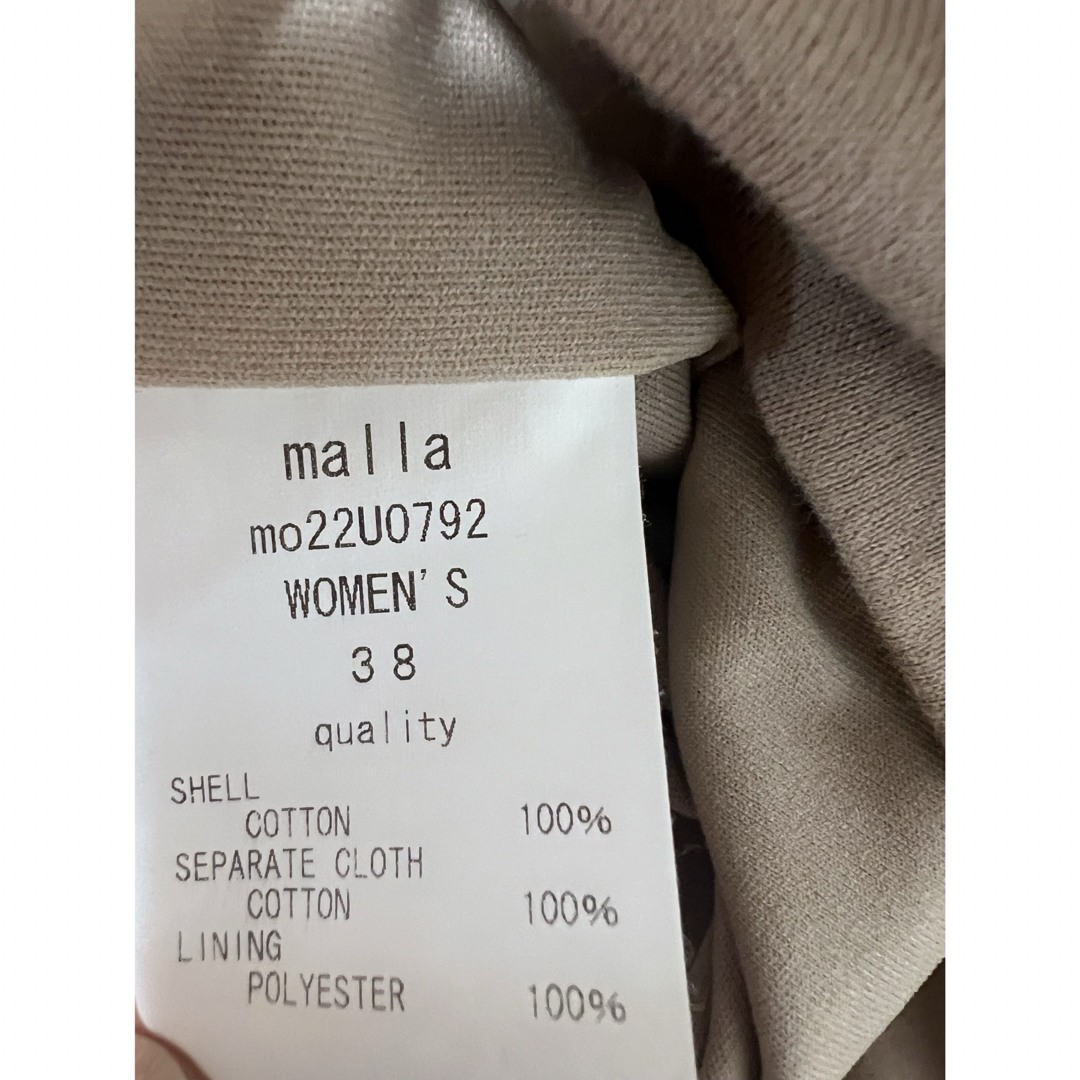 malla
mo22U0792
WOMEN'S
38
quality
SHELL
COTTON 100%
SEPARATE CLOTH
COTTON 100%
LINING
POLYESTER 100%